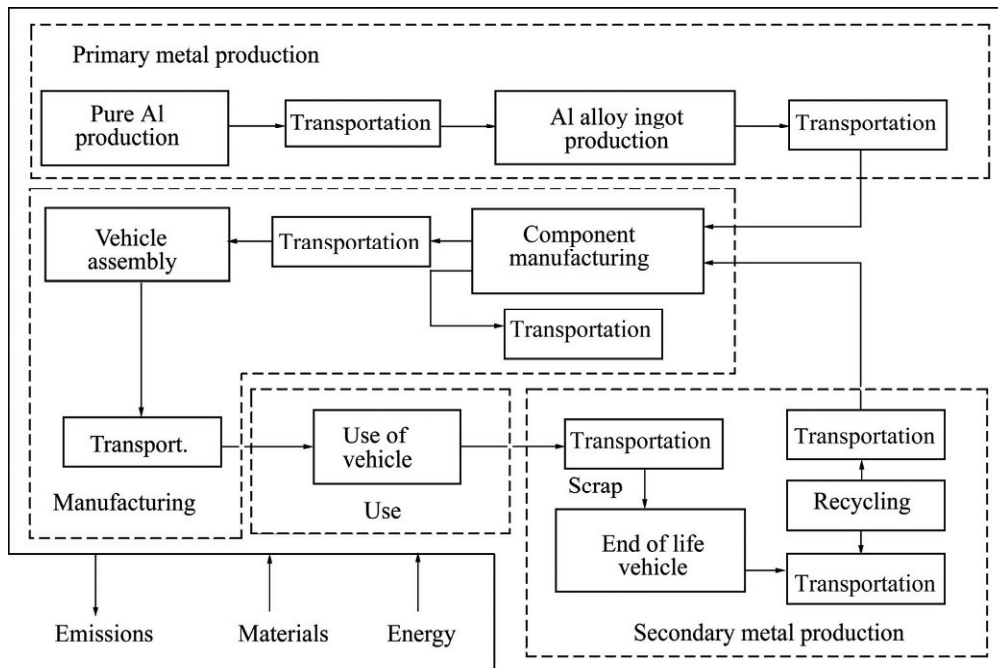 Primary metal production
Pure Al
production
Transportation
Al alloy ingot
production
Transportation
Vehicle
assembly
Transportation
Component
manufacturing
Transportation
Transport.
Manufacturing
Use of
vehicle
Use
Transportation
Scrap
End of life
vehicle
Transportation
Recycling
Transportation
Secondary metal production
Emissions
Materials
Energy